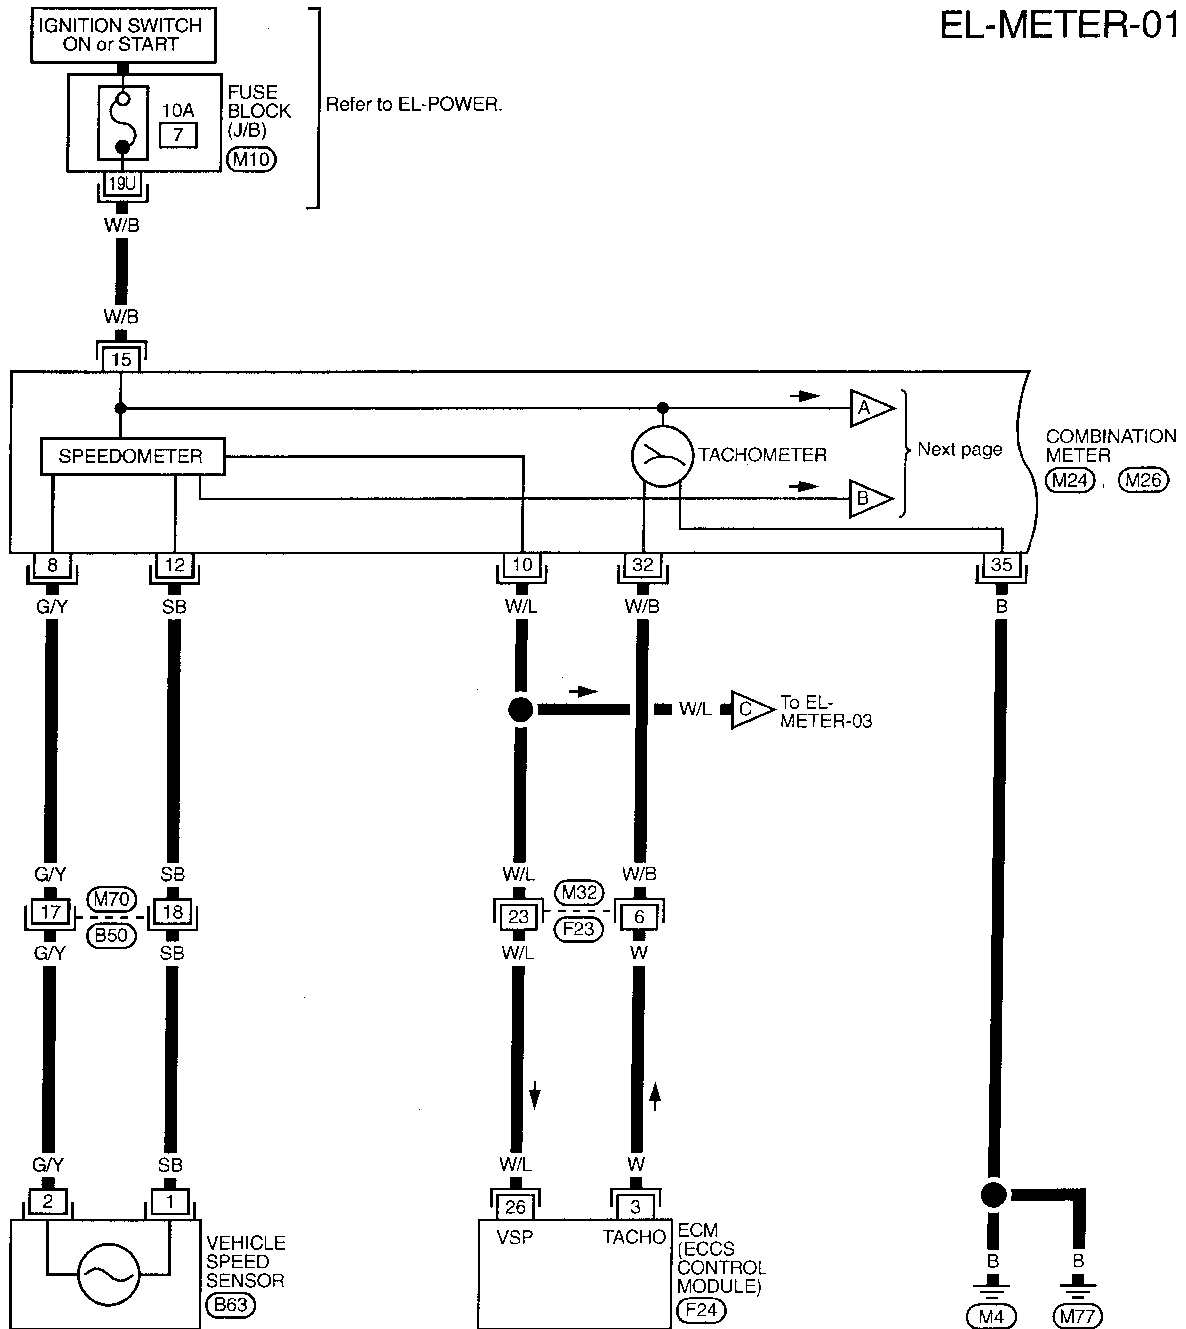 EL-METER-01
IGNITION SWITCH
ON or START
FUSE
BLOCK
(J/B)
M10
10A
7
Refer to EL-POWER.
19U
W/B
W/B
15
A
SPEEDOMETER
TACHOMETER
Next page
B
COMBINATION
METER
M24 , M26
8 12 10 32 35
G/Y SB W/L W/B B
W/L C To EL-
METER-03
G/Y SB W/L W/B
17 M70 18 23 M32 6
B50 F23
G/Y SB W/L W
G/Y SB W/L W
2 1 26 3
VSP TACHO
VEHICLE
SPEED
SENSOR
B63
ECM
(ECCS
CONTROL
MODULE)
F24
B B
M4 M77